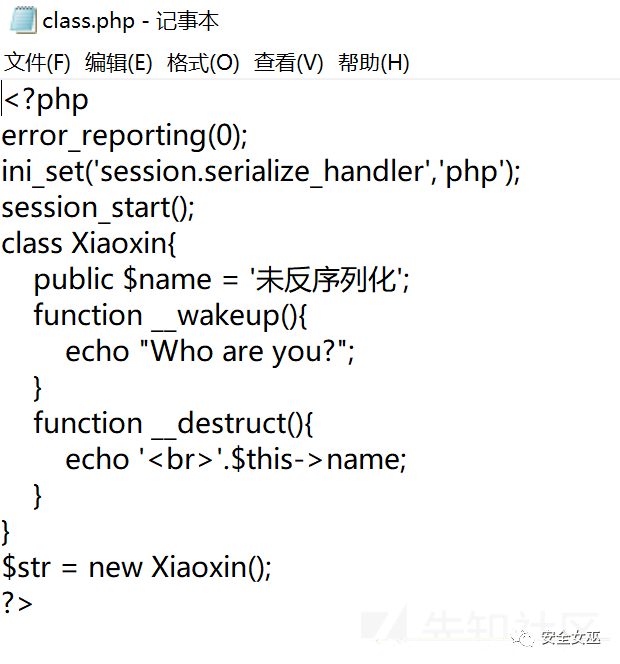 class.php - 记事本
文件(F) 编辑(E) 格式(O) 查看(V) 帮助(H)
<?php
error_reporting(0);
ini_set('session.serialize_handler','php');
session_start();
class Xiaoxin{
    public $name = '未反序列化';
    function __wakeup(){
        echo "Who are you?";
    }
    function __destruct(){
        echo '<br>'.$this->name;
    }
}
$str = new Xiaoxin();
?>
先知社区
安全女巫